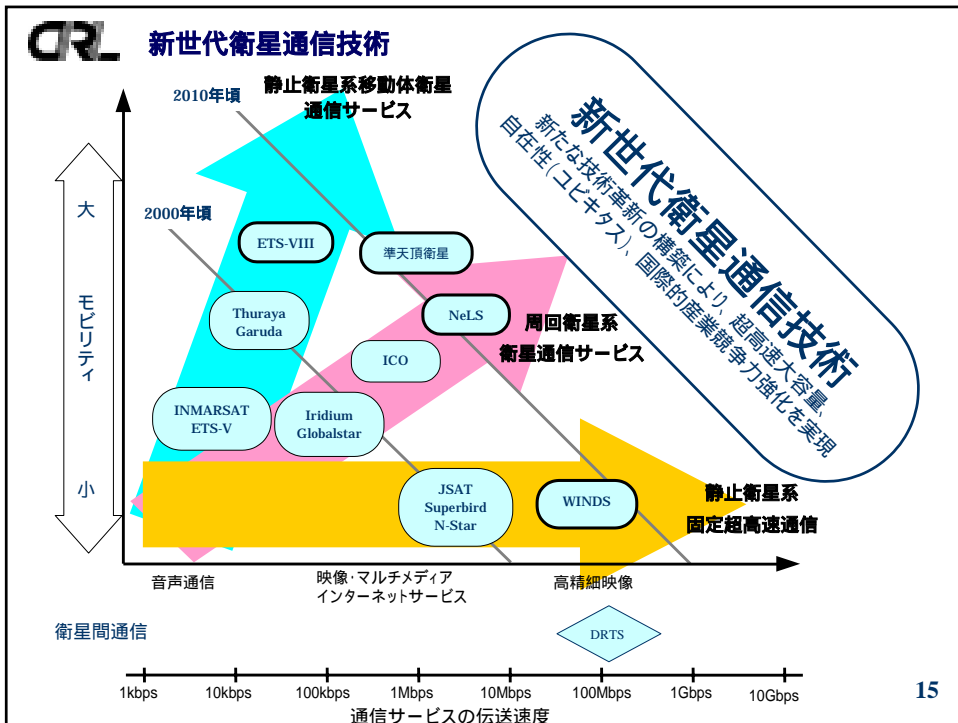 CRL
新世代衛星通信技術
静止衛星系移動体衛星
通信サービス
2010年頃
2000年頃
新世代衛星通信技術
新たな技術革新の構築により、超高速大容量、
自在性(ユビキタス)、国際的産業競争力強化を実現
大
モビリティ
小
ETS-VIII
準天頂衛星
Thuraya
Garuda
NeLS
周回衛星系
衛星通信サービス
ICO
INMARSAT
ETS-V
Iridium
Globalstar
JSAT
Superbird
N-Star
WINDS
静止衛星系
固定超高速通信
音声通信
映像・マルチメディア
インターネットサービス
高精細映像
衛星間通信
DRTS
1kbps
10kbps
100kbps
1Mbps
10Mbps
100Mbps
1Gbps
10Gbps
通信サービスの伝送速度
15